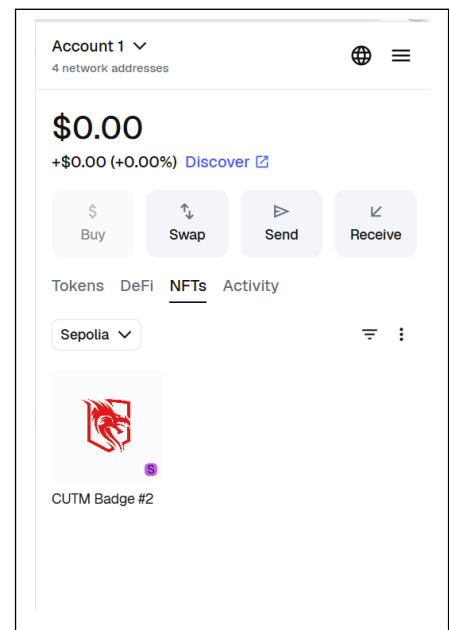 Account 1
4 network addresses
$0.00
+$0.00 (+0.00%) Discover
$
Buy Swap Send Receive
Tokens DeFi NFTs Activity
Sepolia
S
CUTM Badge #2